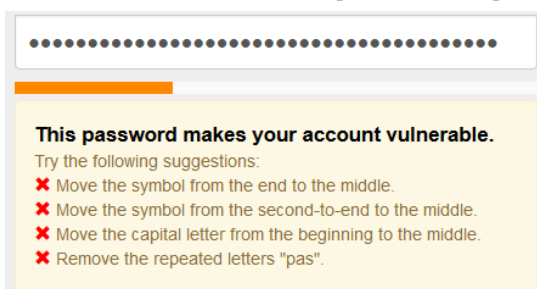 This password makes your account vulnerable.
Try the following suggestions:
✖ Move the symbol from the end to the middle.
✖ Move the symbol from the second-to-end to the middle.
✖ Move the capital letter from the beginning to the middle.
✖ Remove the repeated letters "pas".